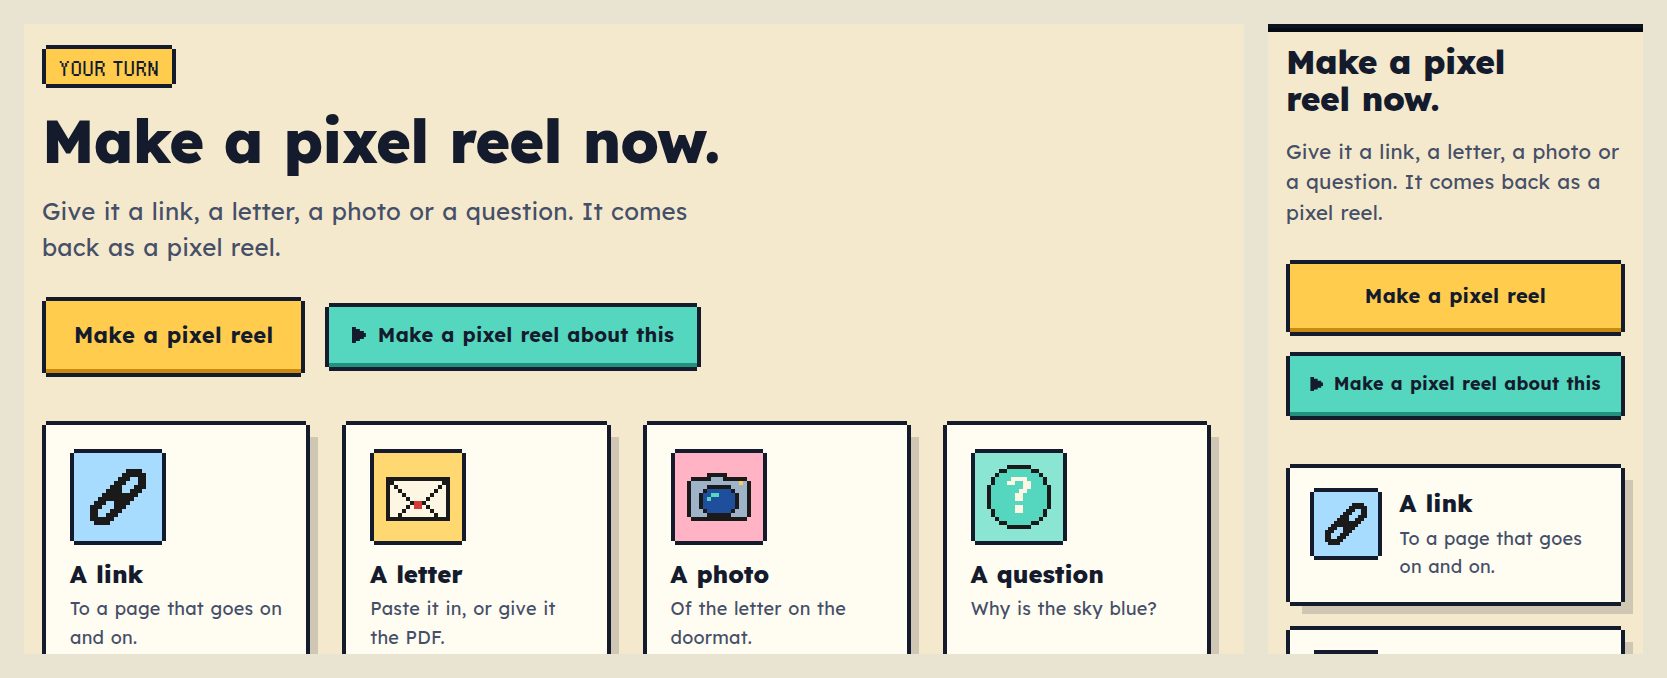 YOUR TURN
Make a pixel reel now.
Give it a link, a letter, a photo or a question. It comes
back as a pixel reel.
Make a pixel reel
Make a pixel reel about this
?
A link
To a page that goes on
and on.
A letter
Paste it in, or give it
the PDF.
A photo
Of the letter on the
doormat.
A question
Why is the sky blue?
Make a pixel
reel now.
Give it a link, a letter, a photo or
a question. It comes back as a
pixel reel.
Make a pixel reel
Make a pixel reel about this
A link
To a page that goes
on and on.